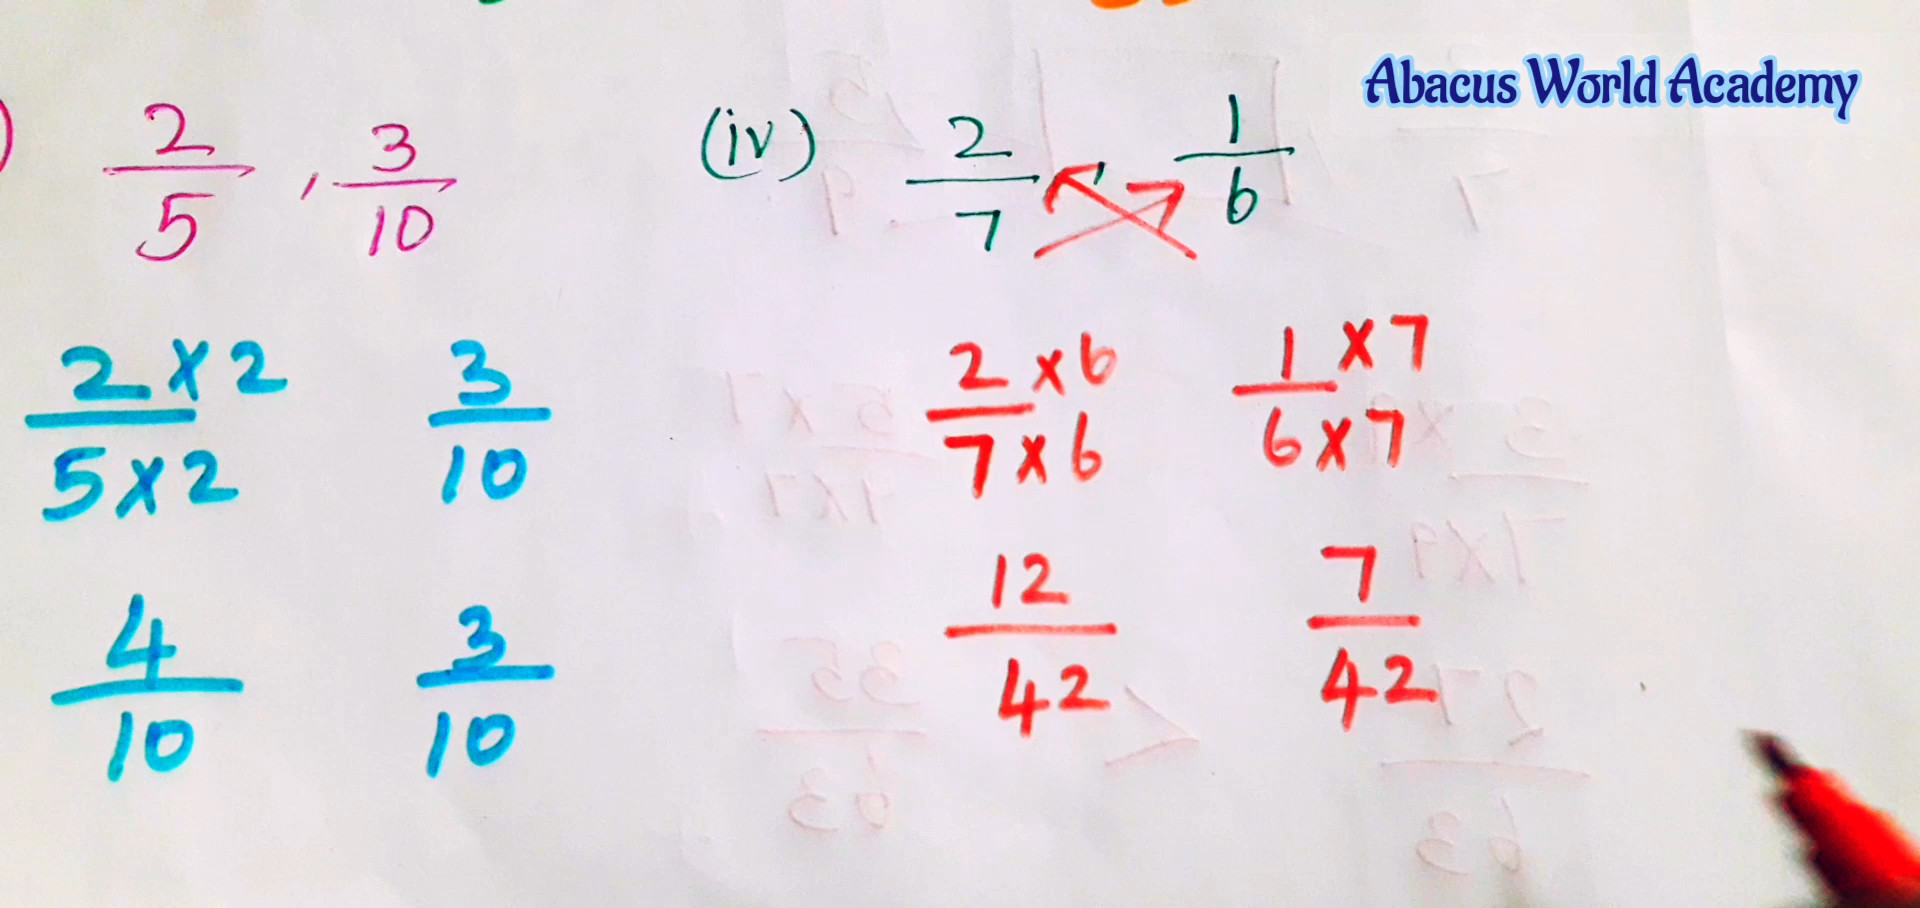 Abacus World Academy
) 2/5 , 3/10
(iv) 2/7 , 1/6
2 x 2 / 5 x 2   3/10
2 x 6 / 7 x 6   1 x 7 / 6 x 7
4/10   3/10
12/42   7/42